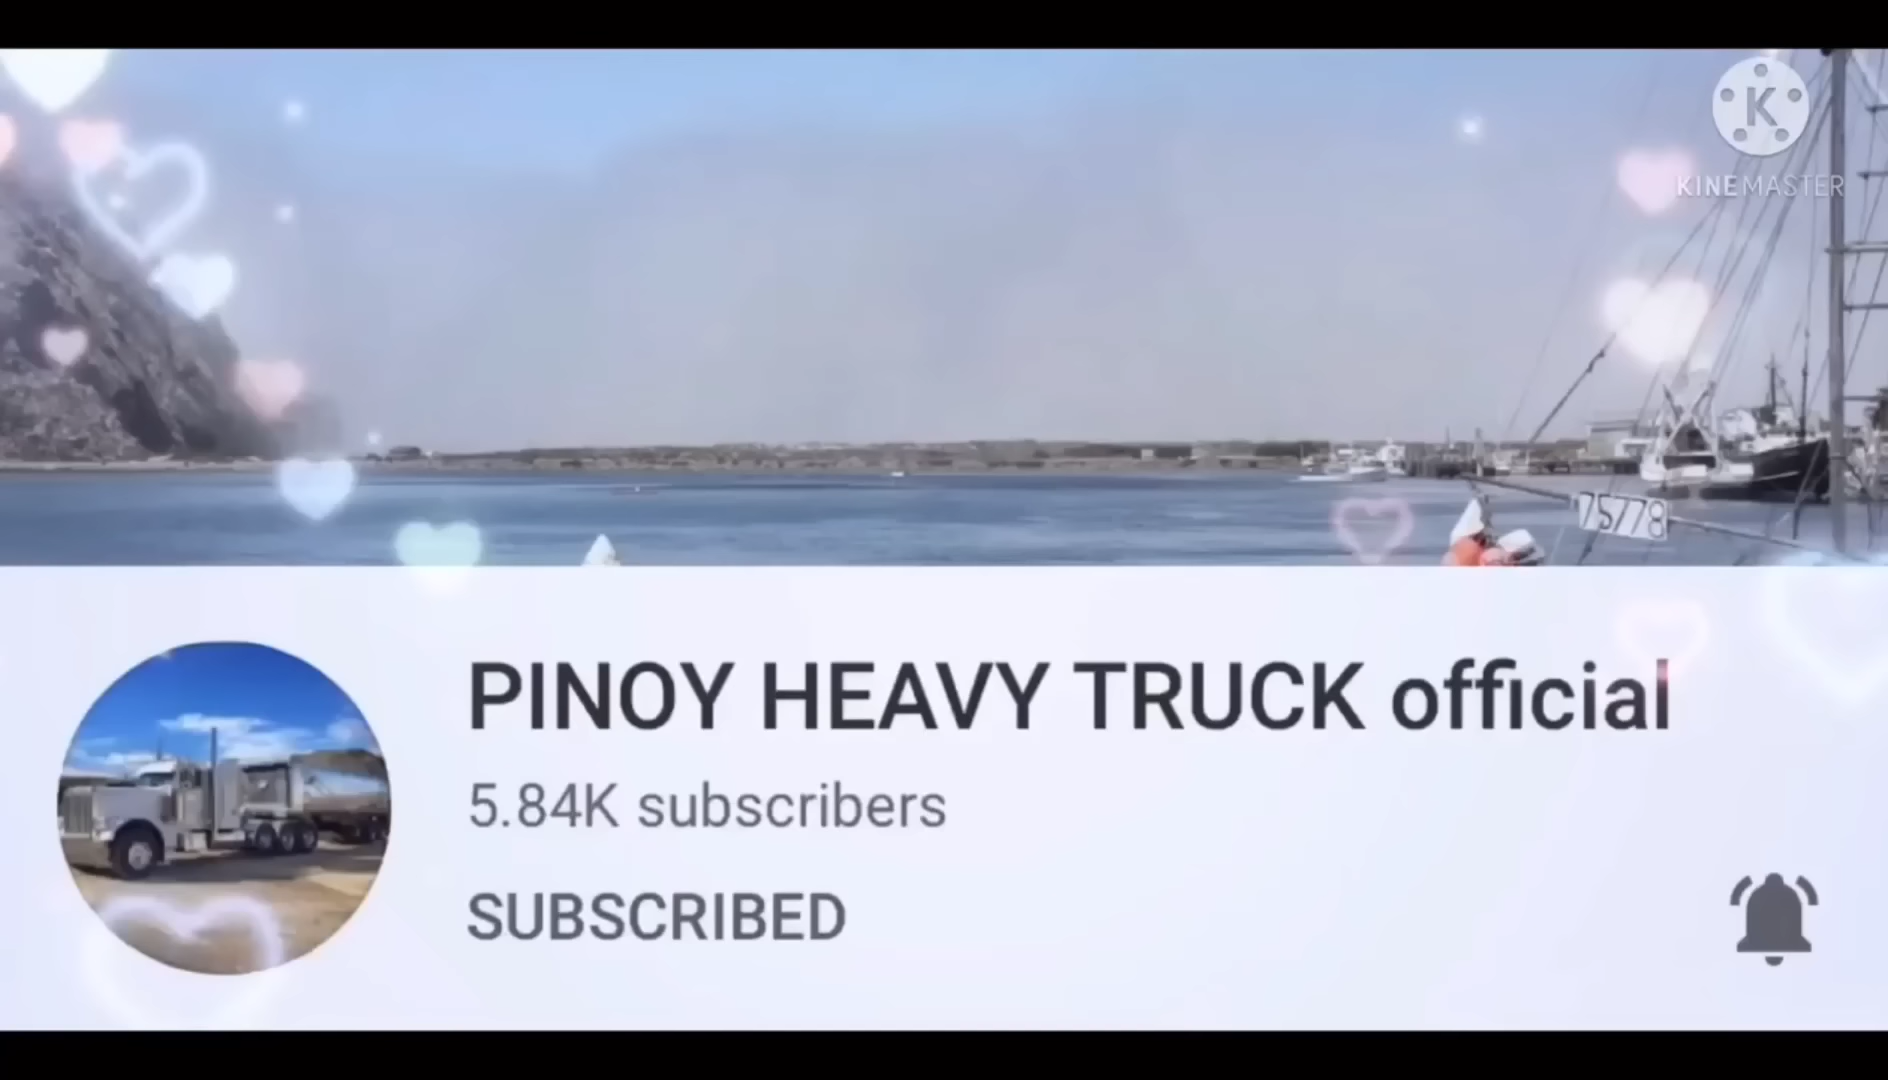 K
KINEMASTER
75778
PINOY HEAVY TRUCK official
5.84K subscribers
SUBSCRIBED